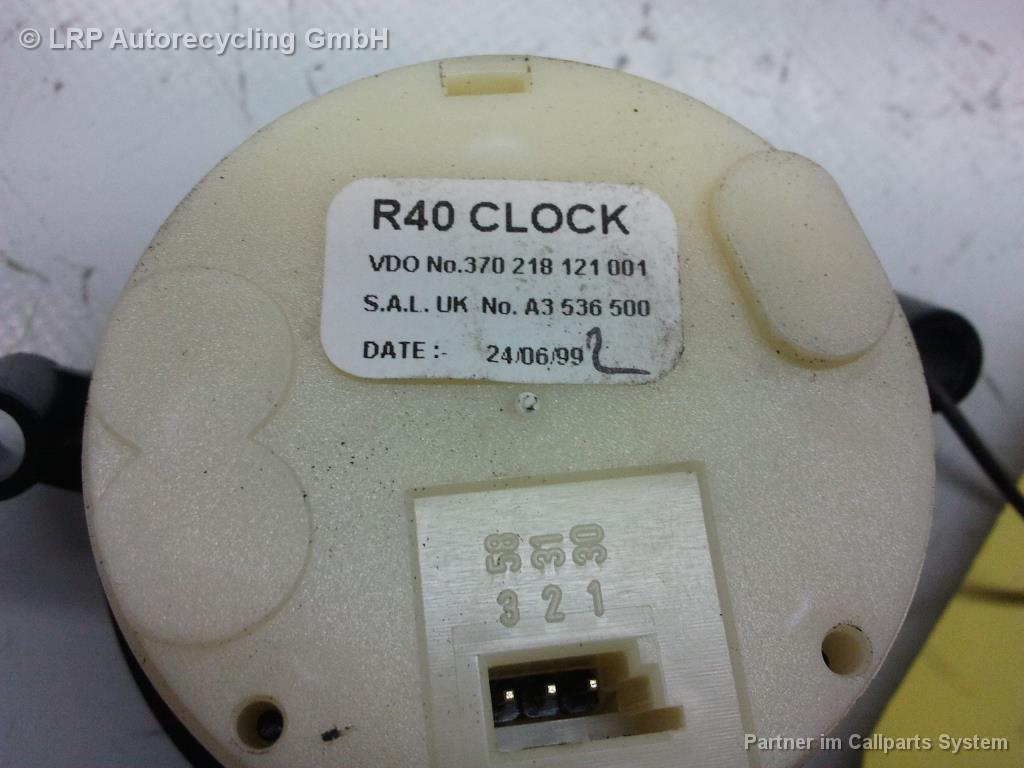 © LRP Autorecycling GmbH
R40 CLOCK
VDO No.370 218 121 001
S.A.L. UK No. A3 536 500
DATE :- 24/06/99 2
58 31 30
3 2 1
Partner im Callparts System